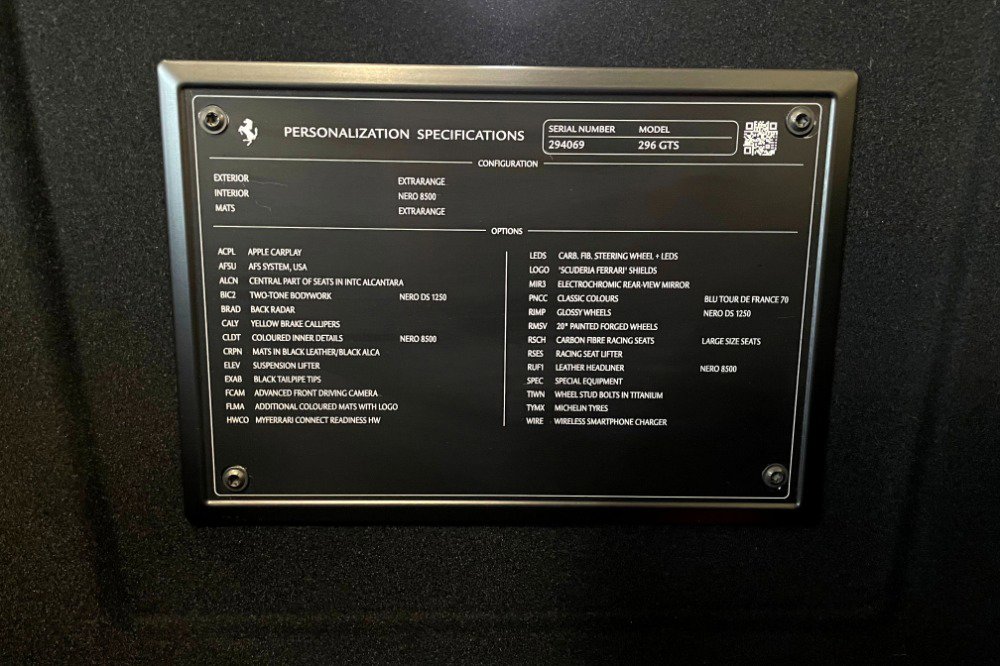 PERSONALIZATION SPECIFICATIONS
SERIAL NUMBER MODEL
294069 296 GTS
CONFIGURATION
EXTERIOR EXTRARANGE
INTERIOR NERO 8500
MATS EXTRARANGE
OPTIONS
ACPL APPLE CARPLAY
AFSU AFS SYSTEM, USA
ALCN CENTRAL PART OF SEATS IN INTC ALCANTARA
BIC2 TWO-TONE BODYWORK NERO DS 1250
BRAD BACK RADAR
CALY YELLOW BRAKE CALLIPERS
CLDT COLOURED INNER DETAILS NERO 8500
CRPN MATS IN BLACK LEATHER/BLACK ALCA
ELEV SUSPENSION LIFTER
EXAB BLACK TAILPIPE TIPS
FCAM ADVANCED FRONT DRIVING CAMERA
FLMA ADDITIONAL COLOURED MATS WITH LOGO
HWCO MYFERRARI CONNECT READINESS HW
LEDS CARB. FIB. STEERING WHEEL + LEDS
LOGO "SCUDERIA FERRARI" SHIELDS
MIR3 ELECTROCHROMIC REAR-VIEW MIRROR
PNCC CLASSIC COLOURS BLU TOUR DE FRANCE 70
RIMP GLOSSY WHEELS NERO DS 1250
RMSV 20" PAINTED FORGED WHEELS
RSCH CARBON FIBRE RACING SEATS LARGE SIZE SEATS
RSES RACING SEAT LIFTER
RUF1 LEATHER HEADLINER NERO 8500
SPEC SPECIAL EQUIPMENT
TIWN WHEEL STUD BOLTS IN TITANIUM
TYMX MICHELIN TYRES
WIRE WIRELESS SMARTPHONE CHARGER